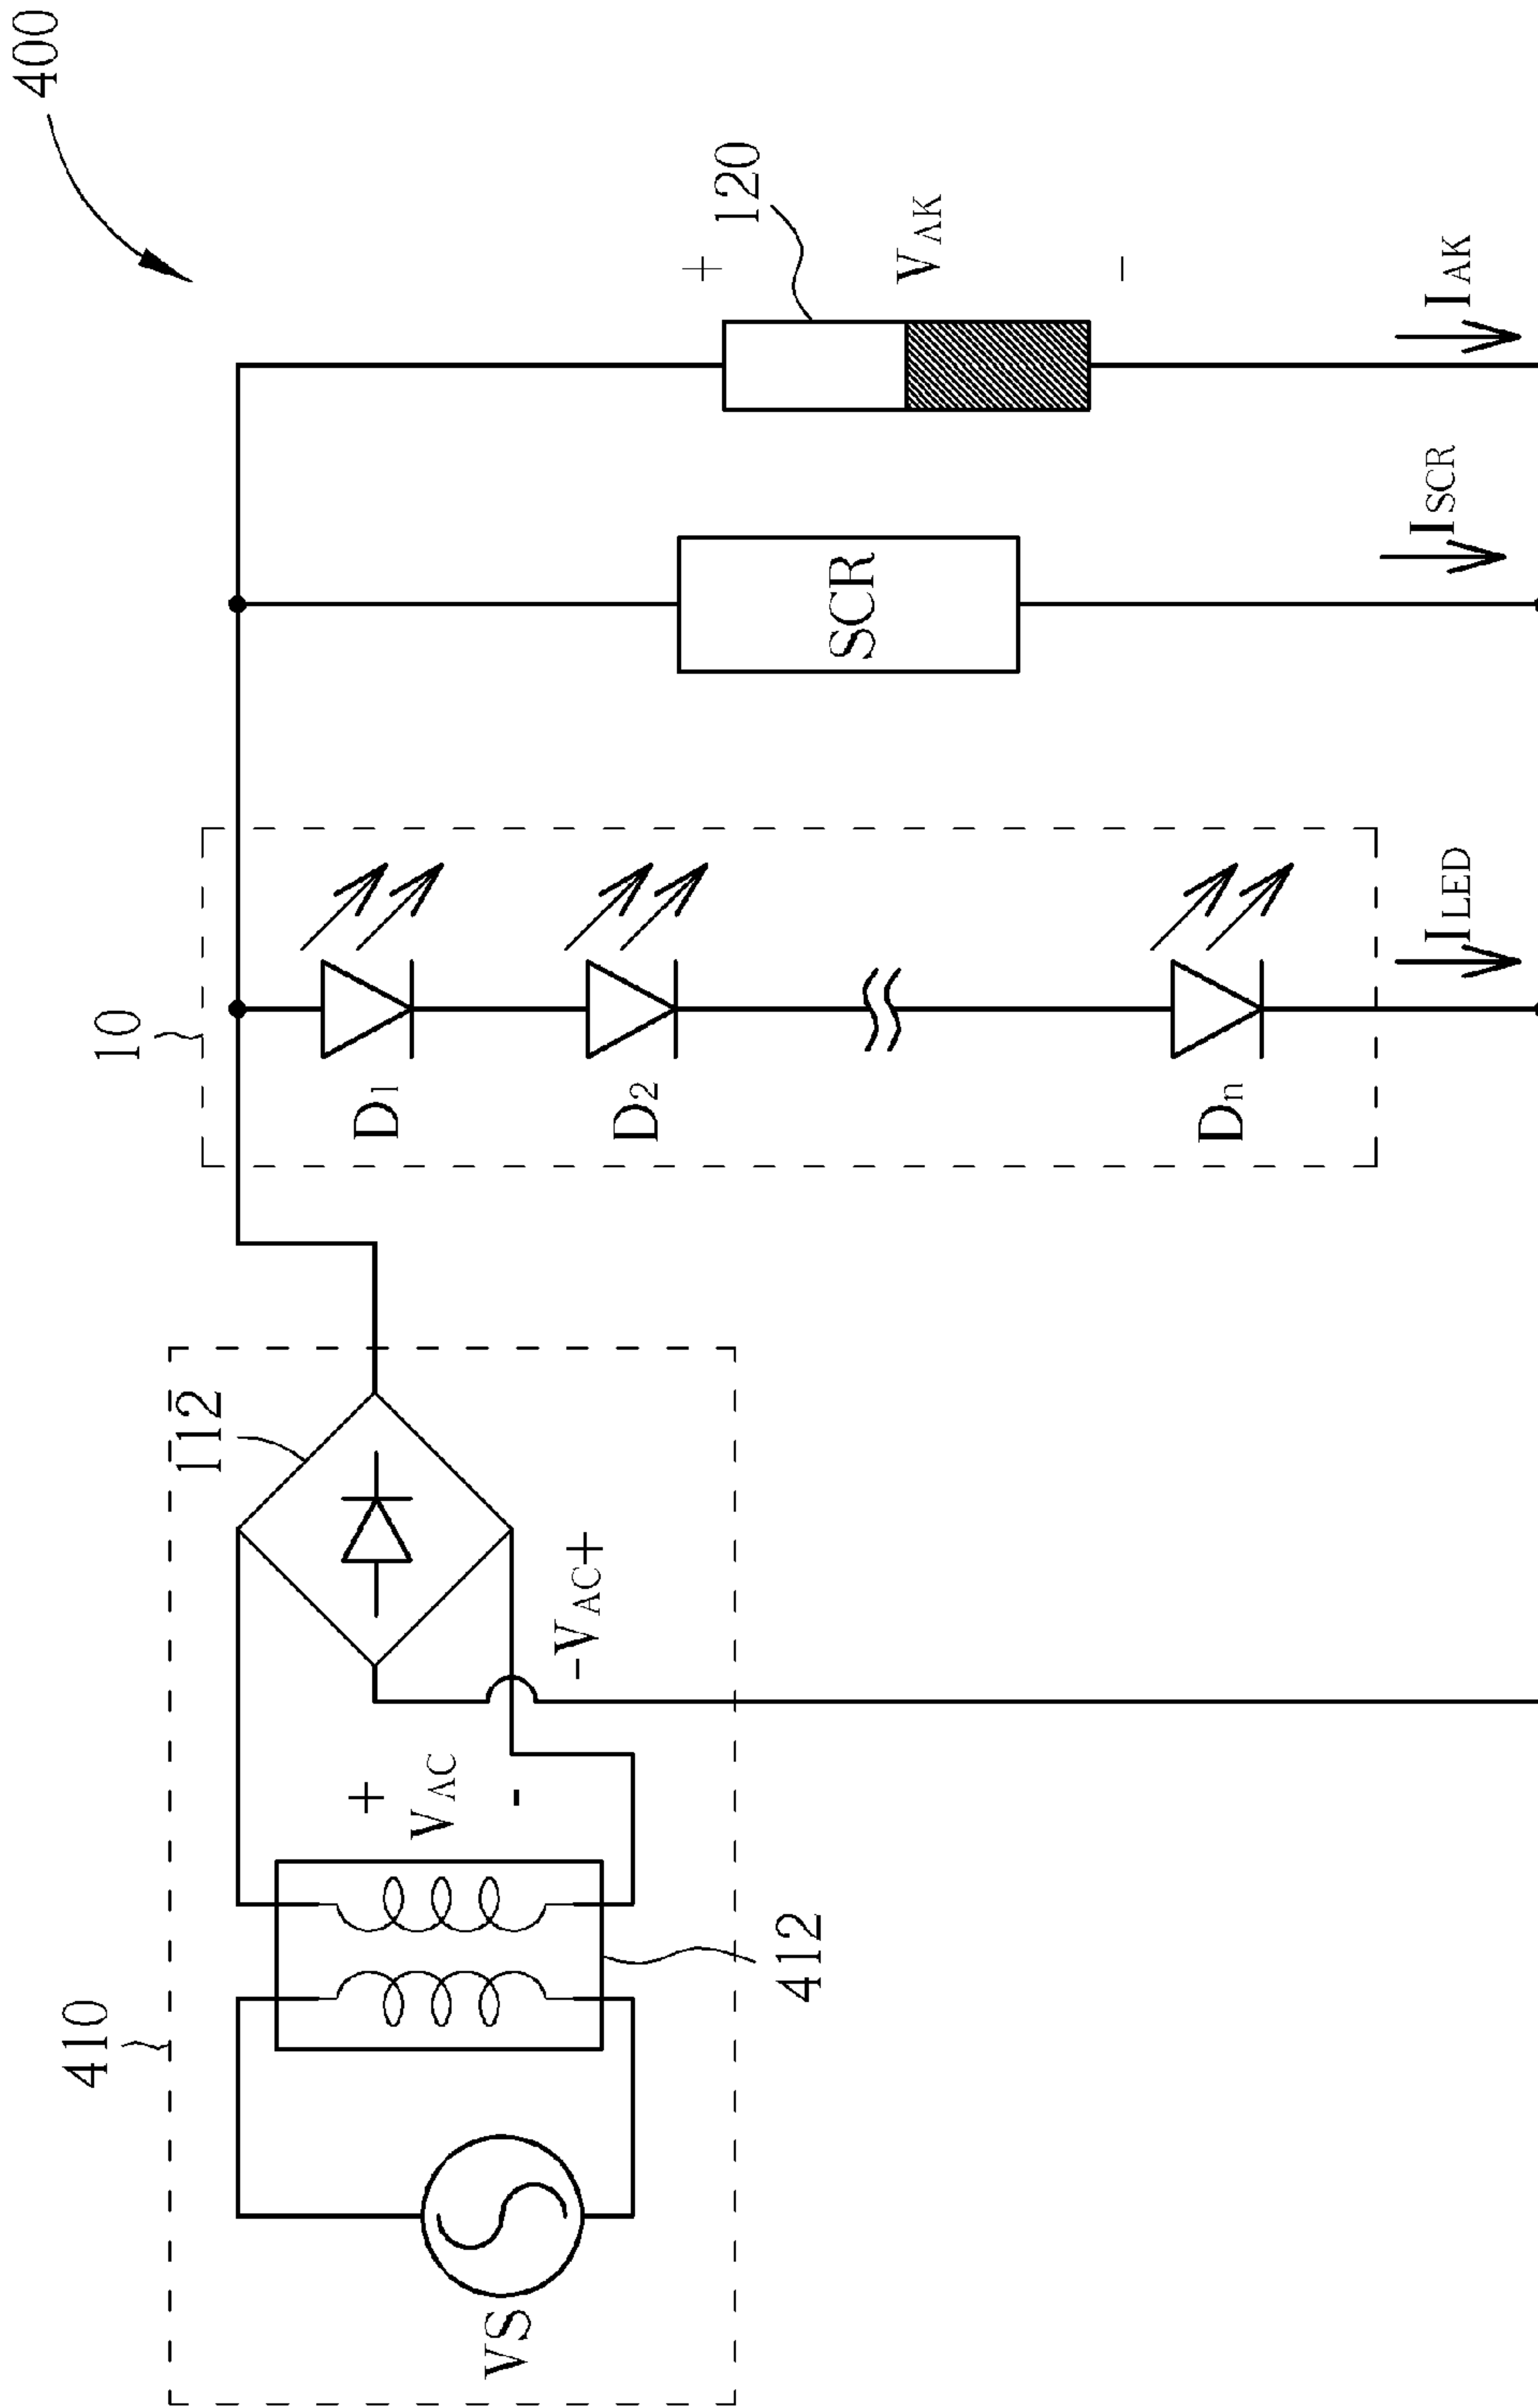 400
120
+
VAK
-
IAK
SCR
ISCR
10
D1
D2
Dn
ILED
112
-VAC+
+
VAC
-
410
412
VS